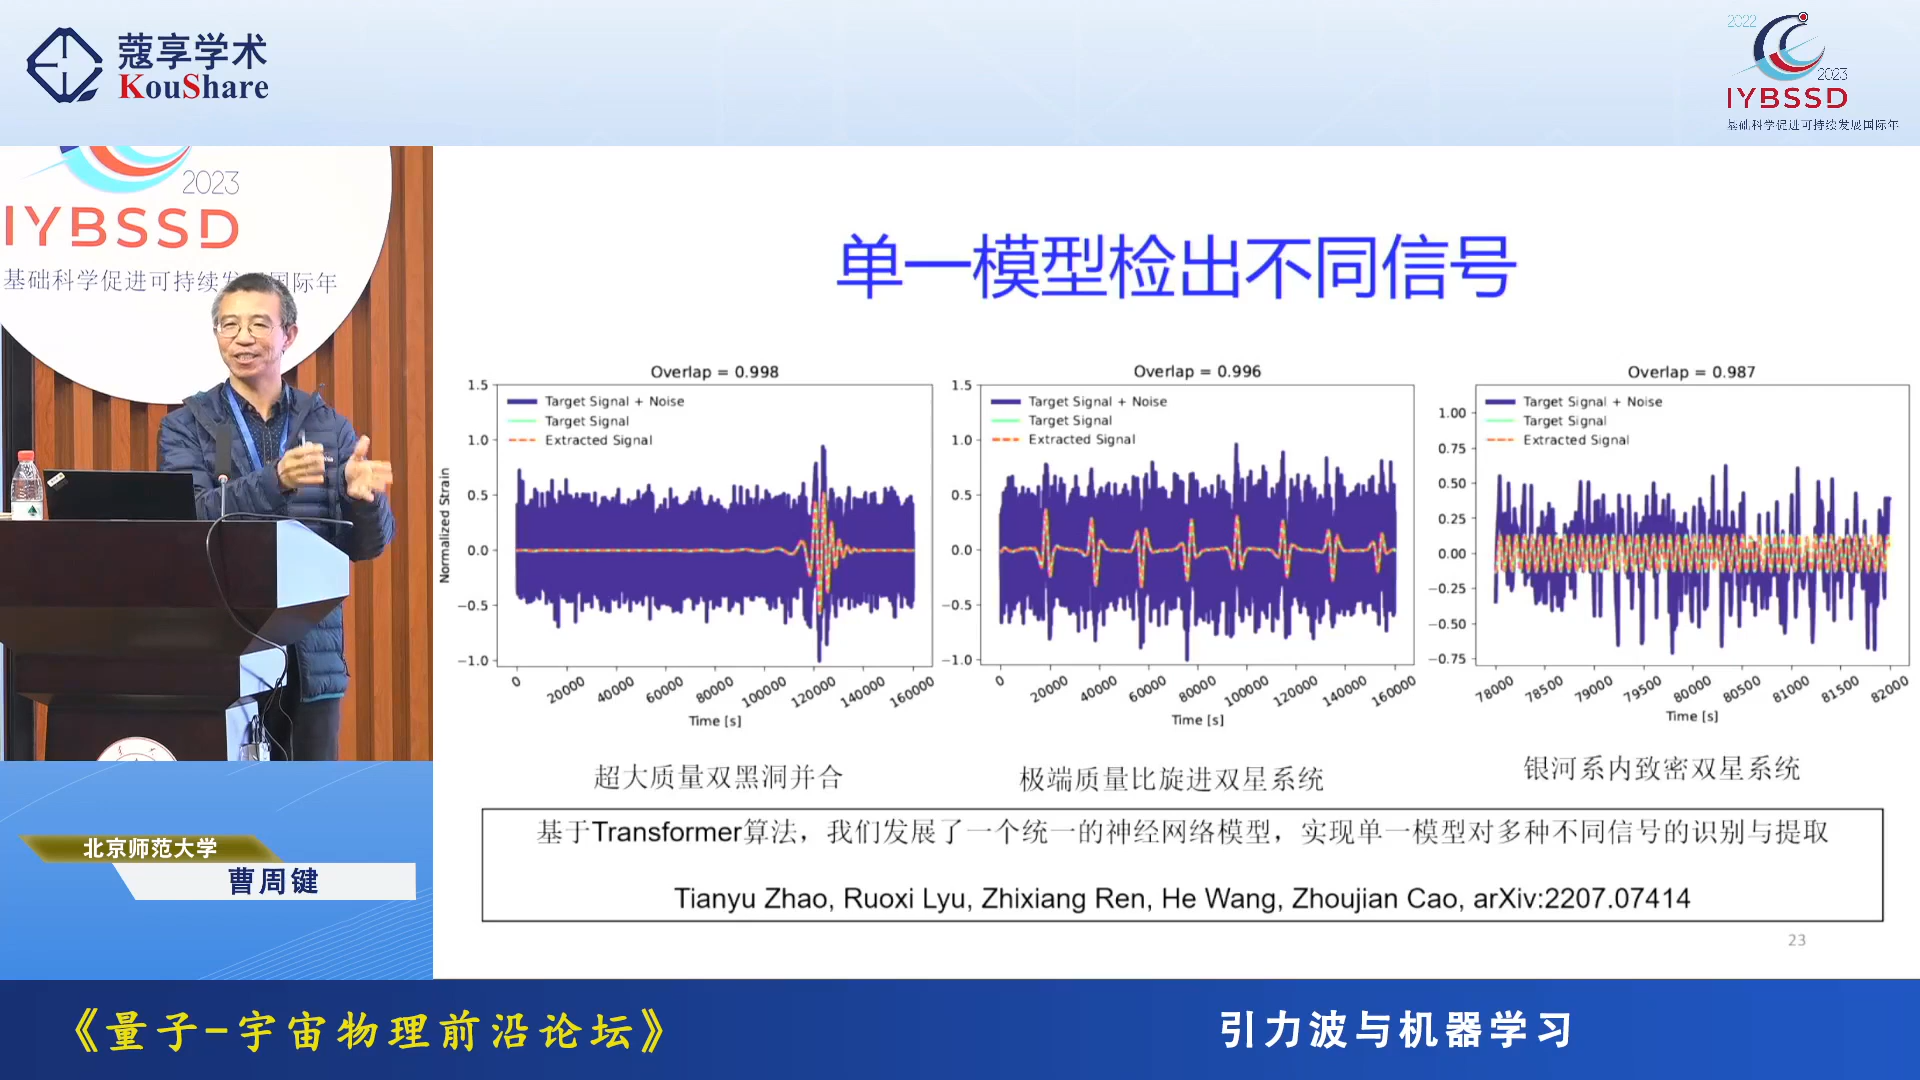 蔻享学术
KouShare
2022
2023
IYBSSD
基础科学促进可持续发展国际年
2023
IYBSSD
基础科学促进可持续发 国际年
单一模型检出不同信号
Overlap = 0.998
Target Signal + Noise
Target Signal
Extracted Signal
Normalized Strain
1.5
1.0
0.5
0.0
−0.5
−1.0
0 20000 40000 60000 80000 100000 120000 140000 160000
Time [s]
超大质量双黑洞并合
Overlap = 0.996
Target Signal + Noise
Target Signal
Extracted Signal
1.5
1.0
0.5
0.0
−0.5
−1.0
0 20000 40000 60000 80000 100000 120000 140000 160000
Time [s]
极端质量比旋进双星系统
Overlap = 0.987
Target Signal + Noise
Target Signal
Extracted Signal
1.00
0.75
0.50
0.25
0.00
−0.25
−0.50
−0.75
78000 78500 79000 79500 80000 80500 81000 81500 82000
Time [s]
银河系内致密双星系统
基于Transformer算法，我们发展了一个统一的神经网络模型，实现单一模型对多种不同信号的识别与提取
Tianyu Zhao, Ruoxi Lyu, Zhixiang Ren, He Wang, Zhoujian Cao, arXiv:2207.07414
23
北京师范大学
曹周键
《量子-宇宙物理前沿论坛》
引力波与机器学习